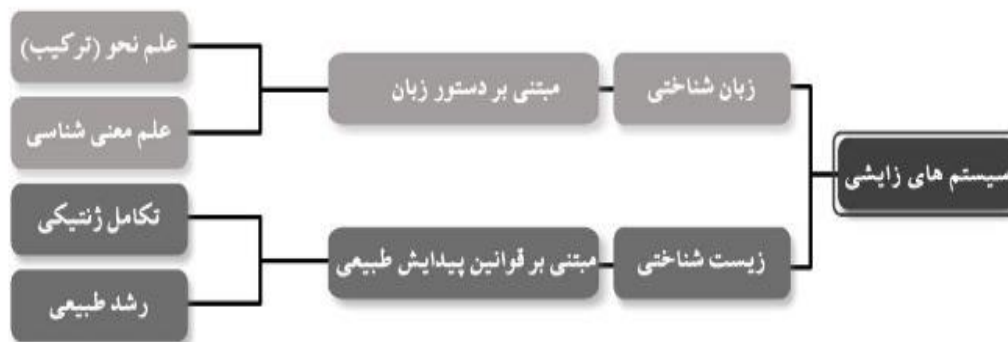 سیستم های زایشی
زبان شناختی
مبتنی بر دستور زبان
علم نحو (ترکیب)
علم معنی شناسی
زیست شناختی
مبتنی بر قوانین پیدایش طبیعی
تکامل ژنتیکی
رشد طبیعی